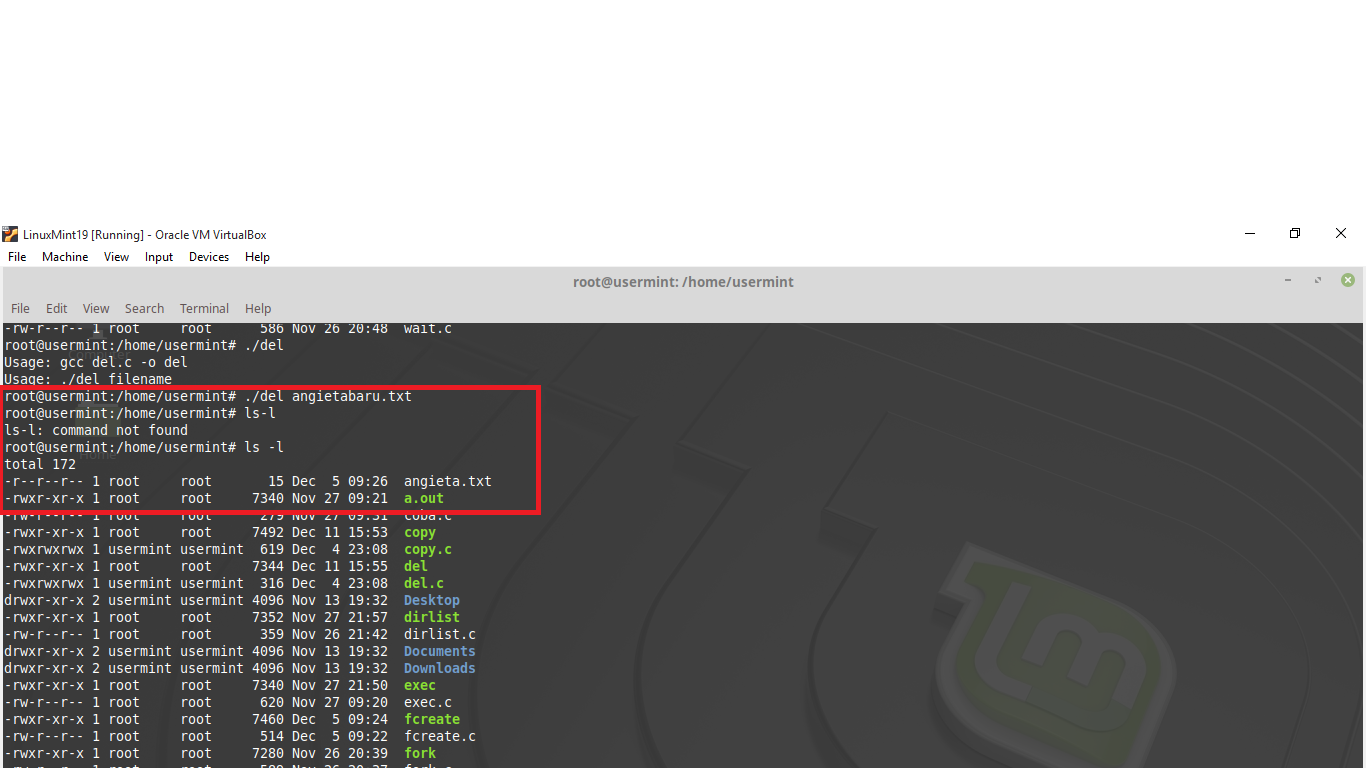 LinuxMint19 [Running] - Oracle VM VirtualBox
File Machine View Input Devices Help
root@usermint: /home/usermint
File Edit View Search Terminal Help
-rw-r--r-- 1 root     root       586 Nov 26 20:48  wait.c
root@usermint:/home/usermint# ./del
Usage: gcc del.c -o del
Usage: ./del filename
root@usermint:/home/usermint# ./del angietabaru.txt
root@usermint:/home/usermint# ls-l
ls-l: command not found
root@usermint:/home/usermint# ls -l
total 172
-r--r--r-- 1 root     root        15 Dec  5 09:26  angieta.txt
-rwxr-xr-x 1 root     root      7340 Nov 27 09:21  a.out
-rw-r--r-- 1 root     root       279 Nov 27 09:31  coba.c
-rwxr-xr-x 1 root     root      7492 Dec 11 15:53  copy
-rwxrwxrwx 1 usermint usermint  619 Dec  4 23:08  copy.c
-rwxr-xr-x 1 root     root      7344 Dec 11 15:55  del
-rwxrwxrwx 1 usermint usermint  316 Dec  4 23:08  del.c
drwxr-xr-x 2 usermint usermint 4096 Nov 13 19:32  Desktop
-rwxr-xr-x 1 root     root      7352 Nov 27 21:57  dirlist
-rw-r--r-- 1 root     root       359 Nov 26 21:42  dirlist.c
drwxr-xr-x 2 usermint usermint 4096 Nov 13 19:32  Documents
drwxr-xr-x 2 usermint usermint 4096 Nov 13 19:32  Downloads
-rwxr-xr-x 1 root     root      7340 Nov 27 21:50  exec
-rw-r--r-- 1 root     root       620 Nov 27 09:20  exec.c
-rwxr-xr-x 1 root     root      7460 Dec  5 09:24  fcreate
-rw-r--r-- 1 root     root       514 Dec  5 09:22  fcreate.c
-rwxr-xr-x 1 root     root      7280 Nov 26 20:39  fork